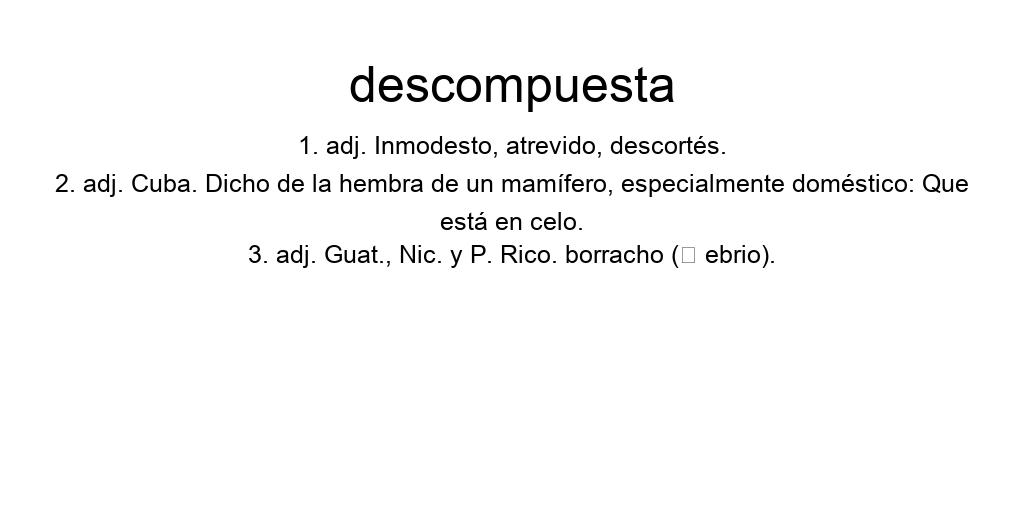 descompuesta
1. adj. Inmodesto, atrevido, descortés.
2. adj. Cuba. Dicho de la hembra de un mamífero, especialmente doméstico: Que
está en celo.
3. adj. Guat., Nic. y P. Rico. borracho (□ ebrio).